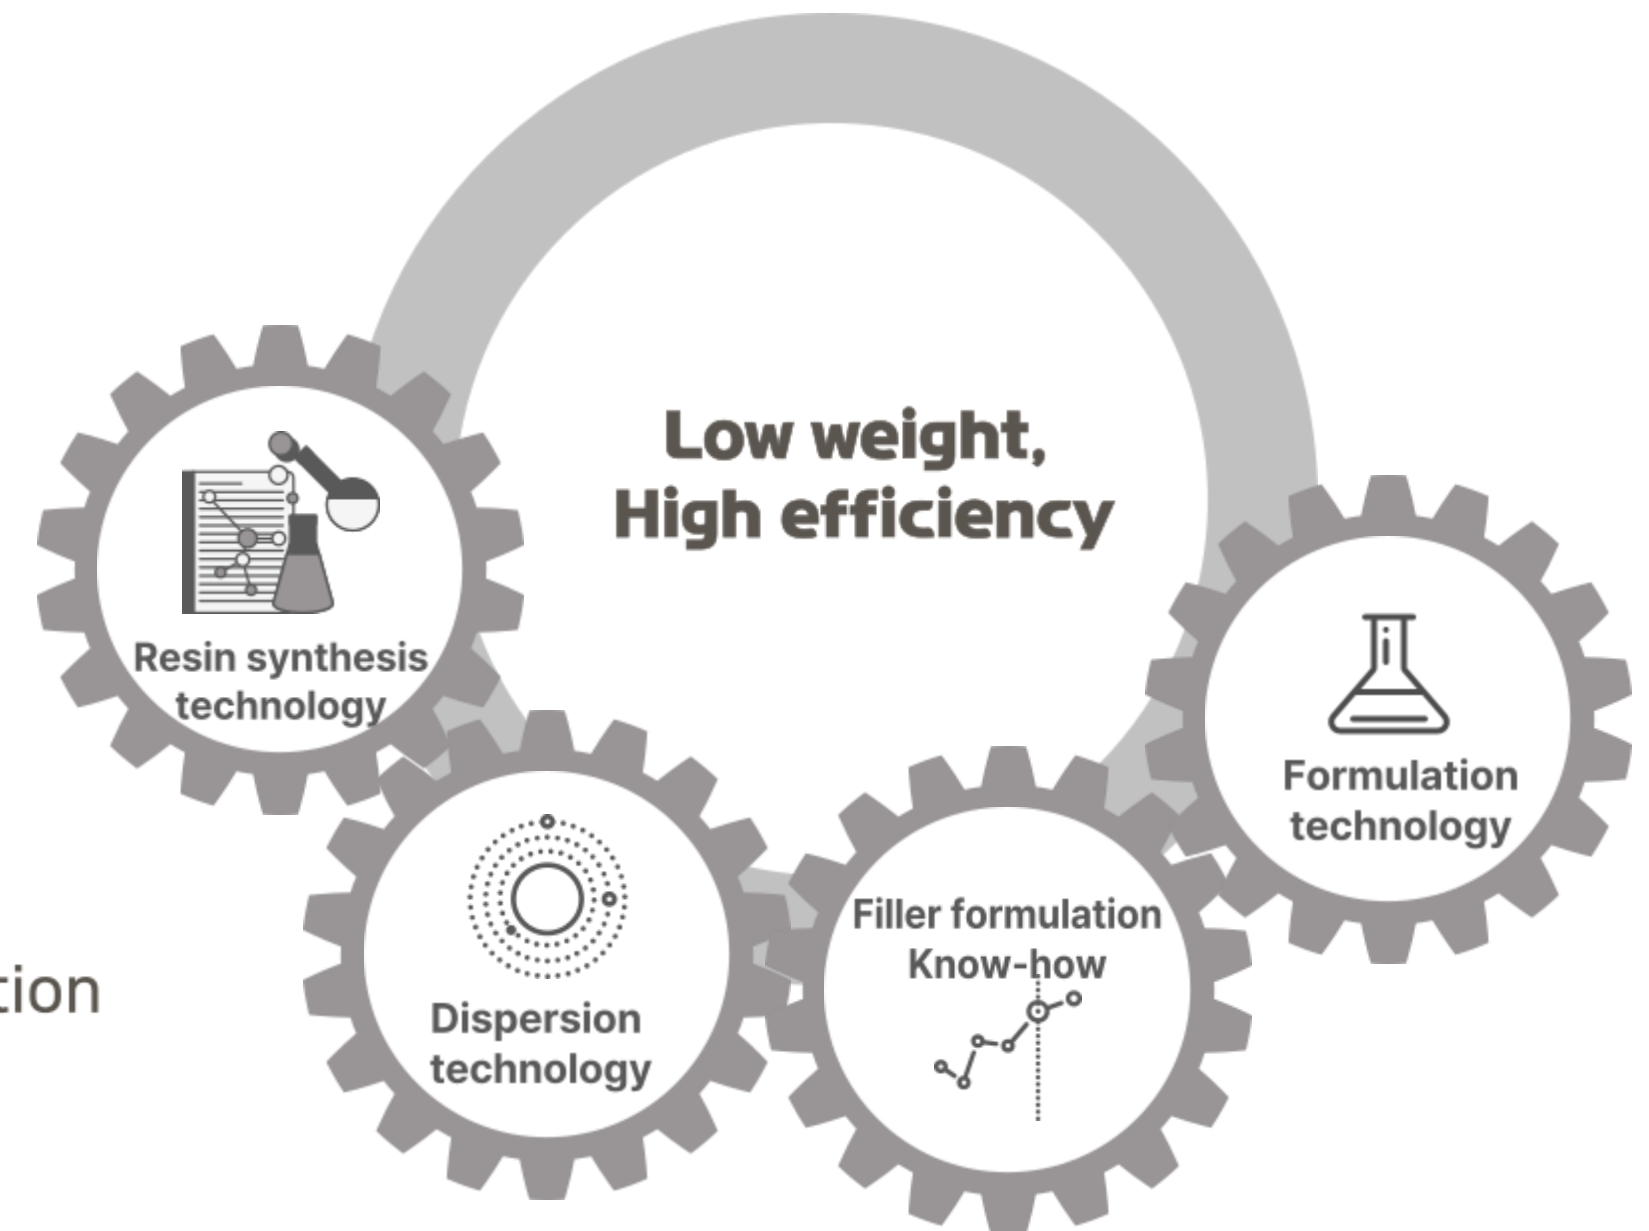 Low weight,
High efficiency
Resin synthesis
technology
Formulation
technology
Filler formulation
Know-how
Dispersion
technology
tion